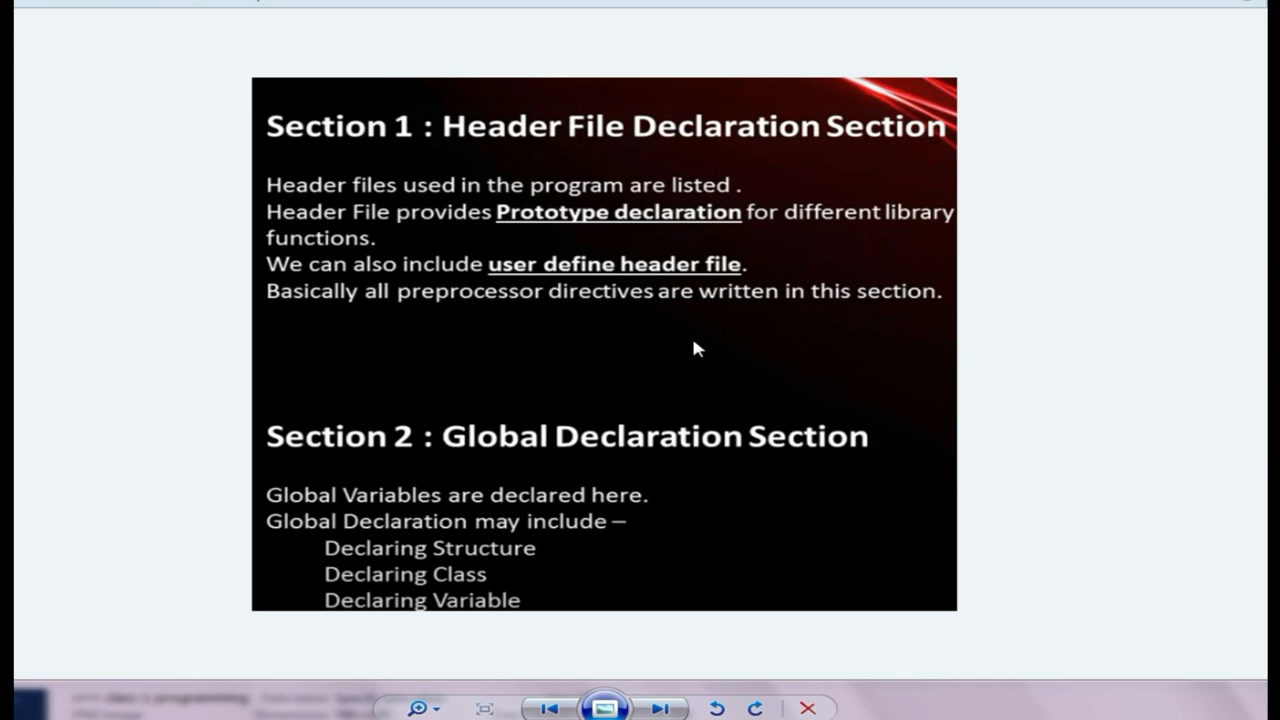 Section 1 : Header File Declaration Section
Header files used in the program are listed .
Header File provides Prototype declaration for different library
functions.
We can also include user define header file.
Basically all preprocessor directives are written in this section.
Section 2 : Global Declaration Section
Global Variables are declared here.
Global Declaration may include –
Declaring Structure
Declaring Class
Declaring Variable